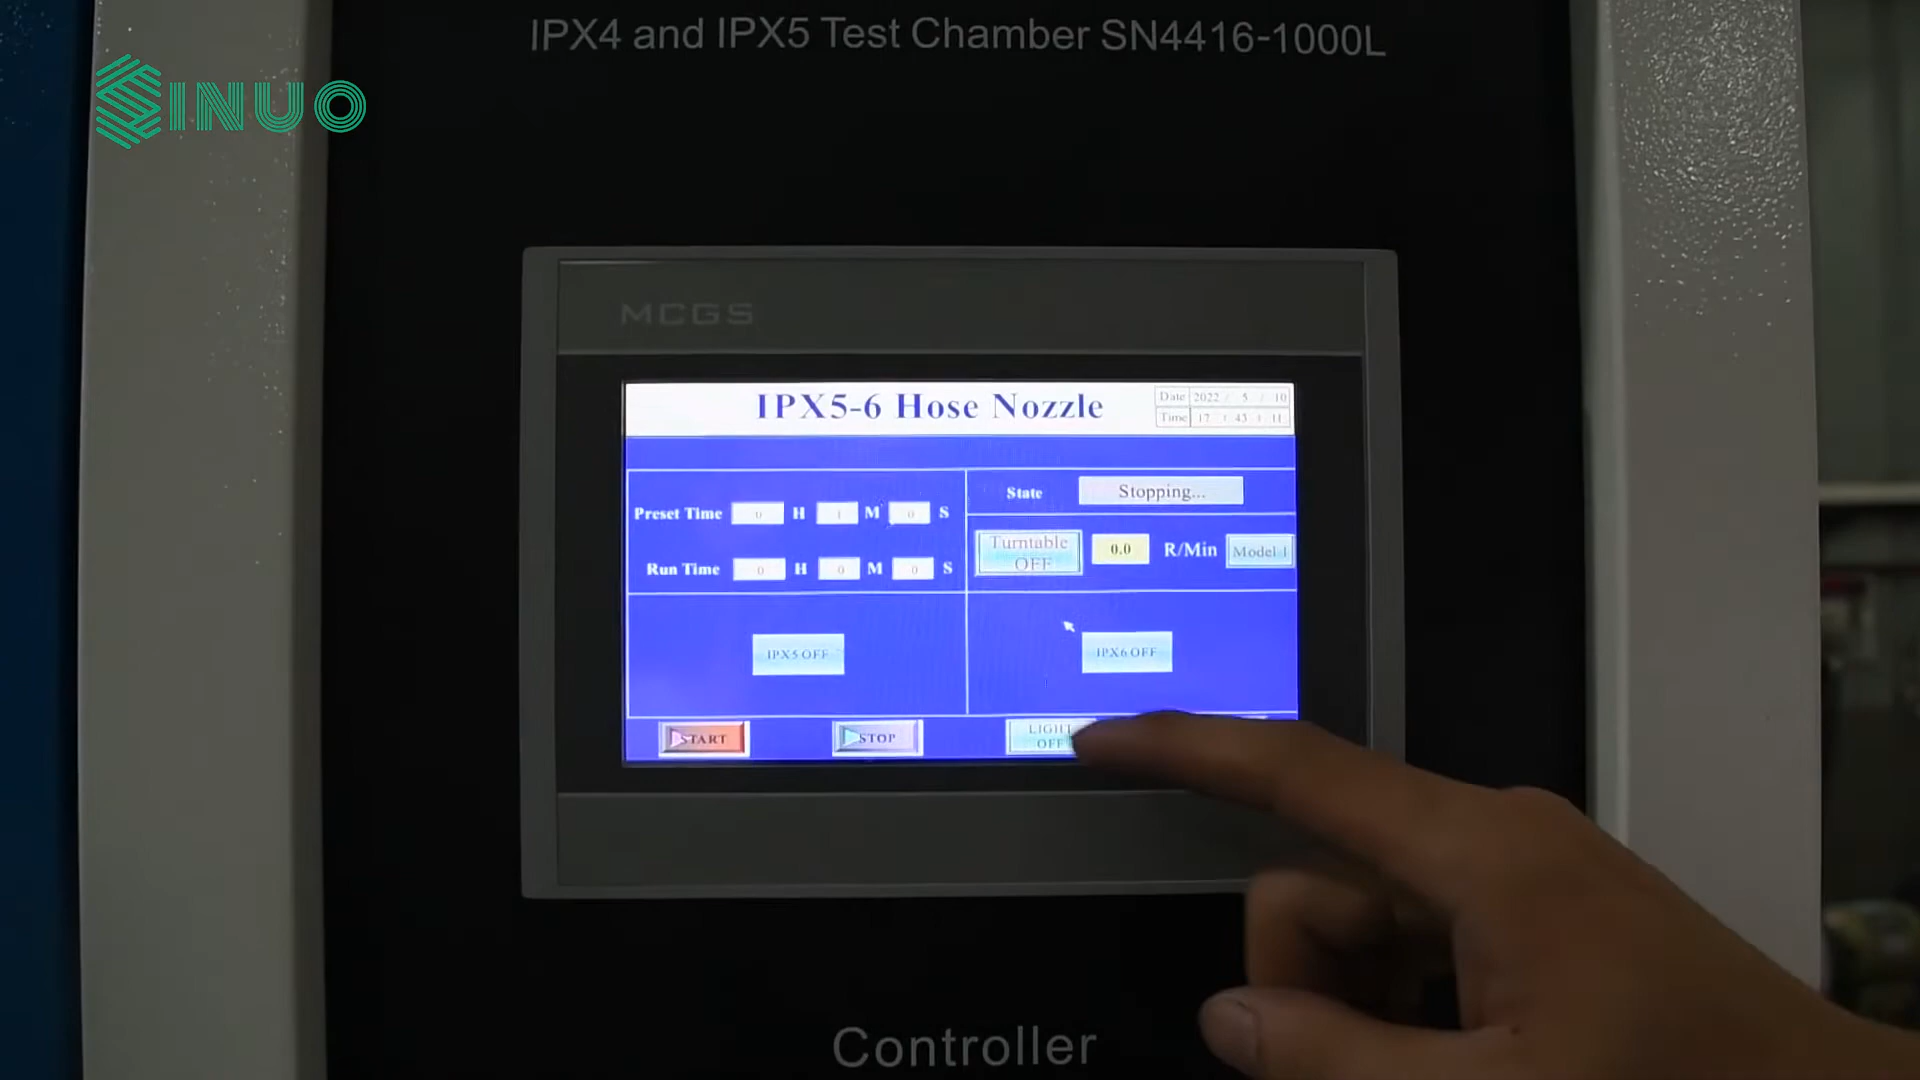 IPX4 and IPX5 Test Chamber SN4416-1000L
SINUO
MCGS
IPX5-6 Hose Nozzle
Date 2022 / 5 / 10
Time 17 : 43 : 11
Preset Time 0 H 1 M 0 S
State Stopping...
Turntable OFF 0.0 R/Min Model 1
Run Time 0 H 0 M 0 S
IPX5 OFF IPX6 OFF
START STOP LIGHT OFF
Controller